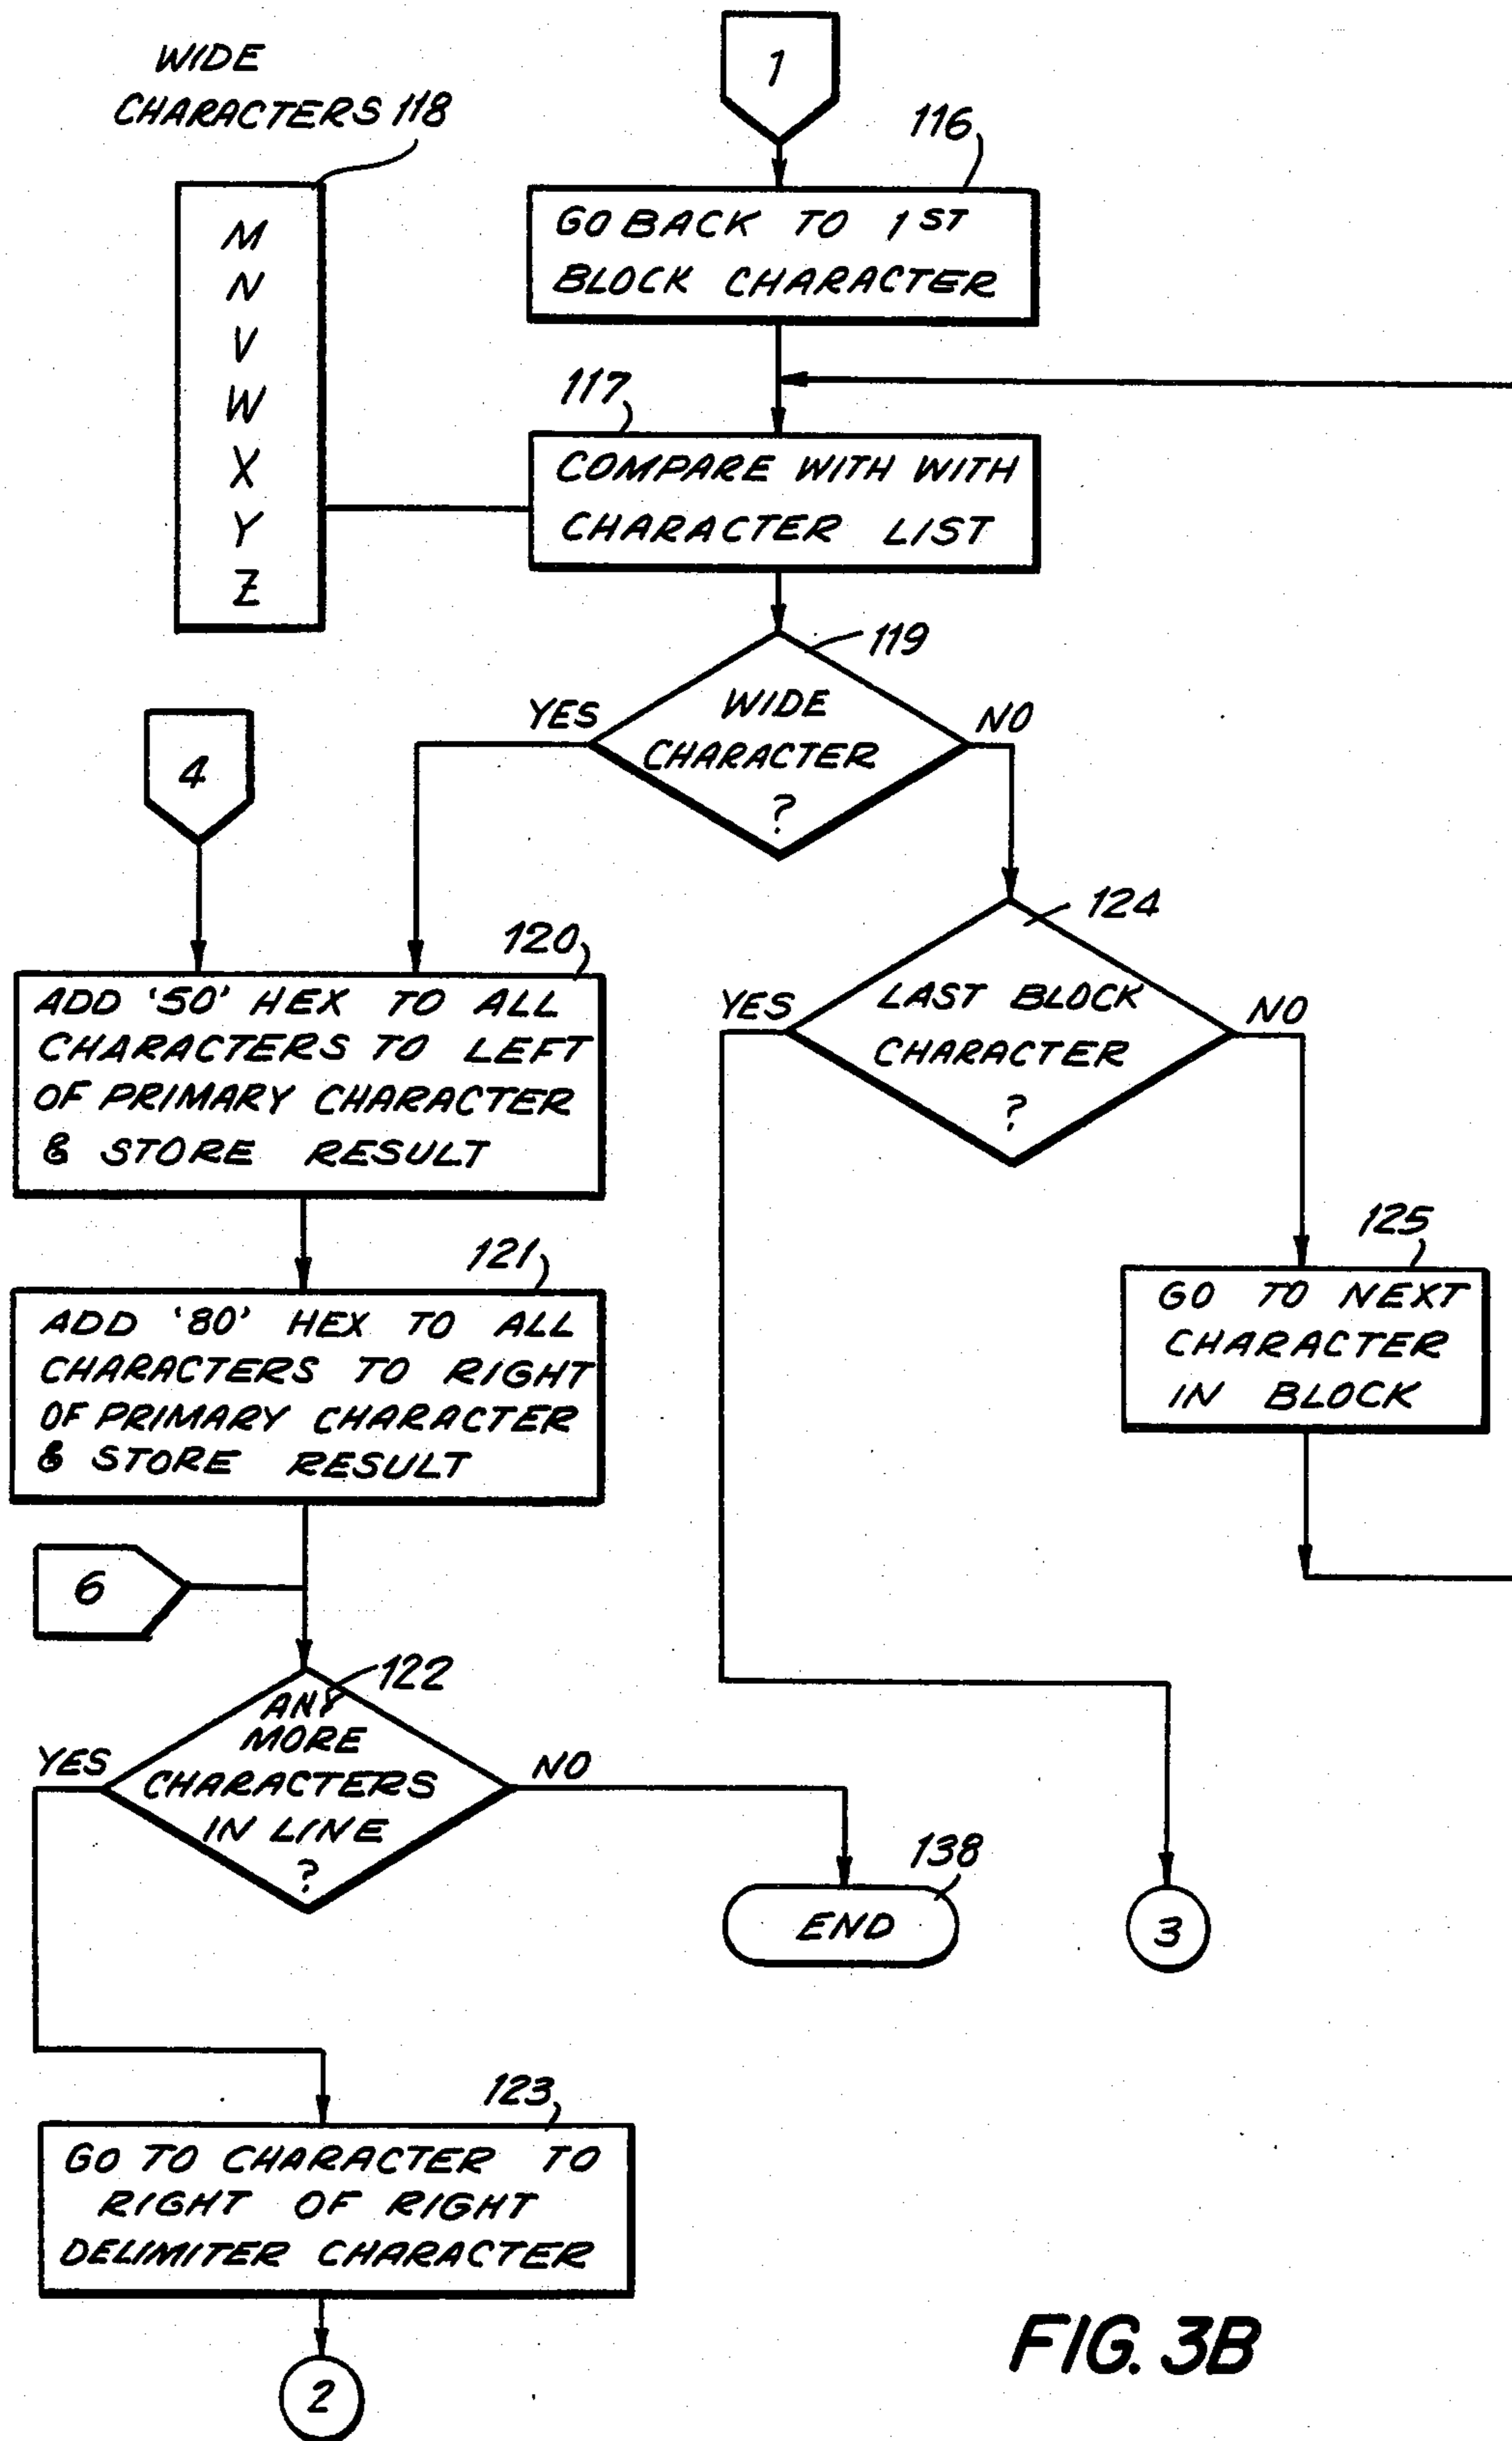 WIDE
CHARACTERS 118
M
N
V
W
X
Y
Z
1
116
GO BACK TO 1ST
BLOCK CHARACTER
117
COMPARE WITH WITH
CHARACTER LIST
119
WIDE
CHARACTER
?
YES
NO
4
120
ADD '50' HEX TO ALL
CHARACTERS TO LEFT
OF PRIMARY CHARACTER
& STORE RESULT
124
LAST BLOCK
CHARACTER
?
YES
NO
125
GO TO NEXT
CHARACTER
IN BLOCK
121
ADD '80' HEX TO ALL
CHARACTERS TO RIGHT
OF PRIMARY CHARACTER
& STORE RESULT
6
122
ANY
MORE
CHARACTERS
IN LINE
?
YES
NO
138
END
3
123
GO TO CHARACTER TO
RIGHT OF RIGHT
DELIMITER CHARACTER
2
FIG. 3B